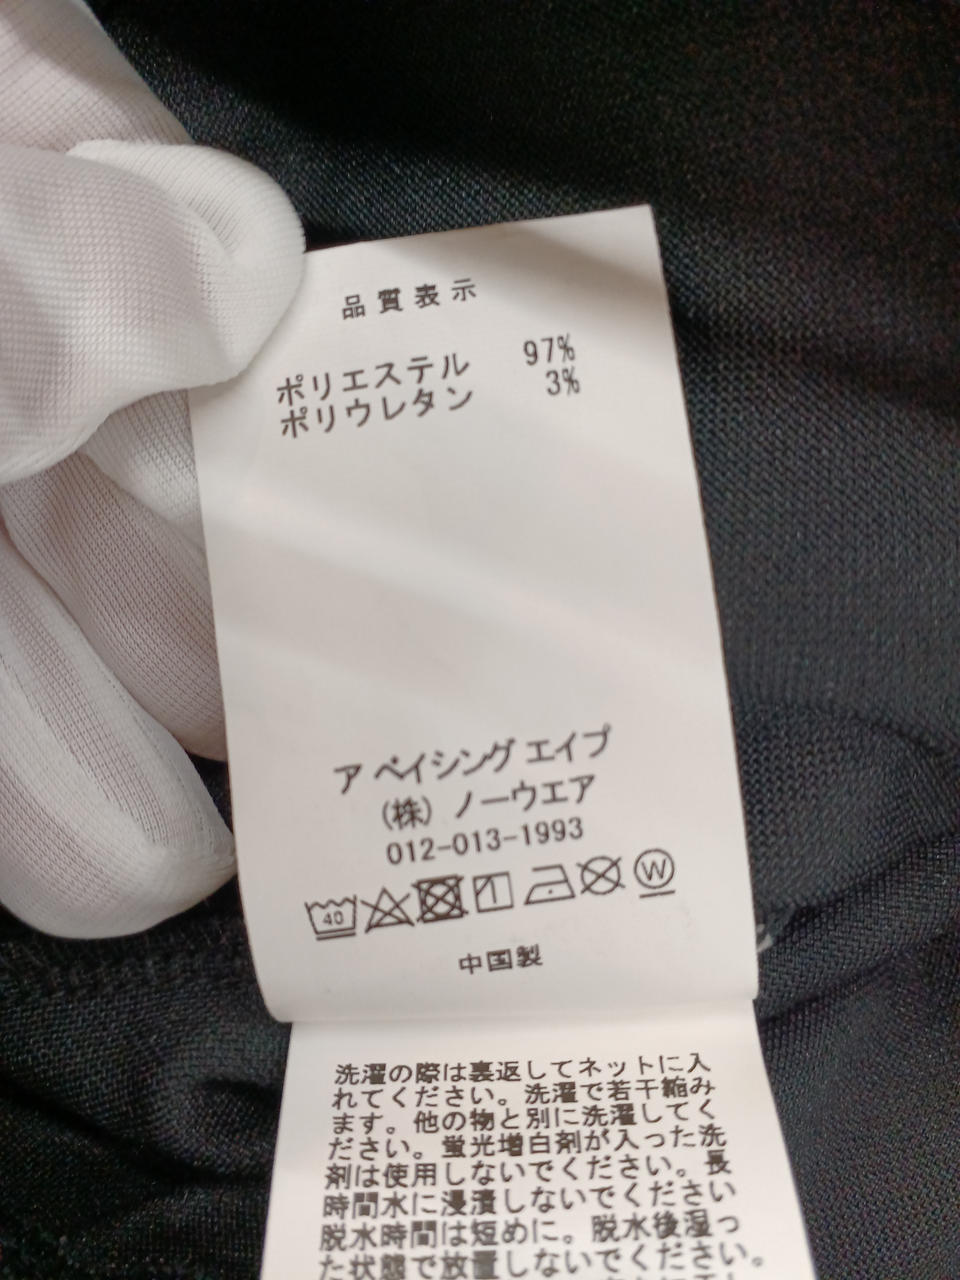 品質表示
ポリエステル 97%
ポリウレタン 3%
ア ベイシング エイプ
(株) ノーウエア
012-013-1993
40
W
中国製
洗濯の際は裏返してネットに入
れてください。洗濯で若干縮み
ます。他の物と別に洗濯してく
ださい。蛍光増白剤が入った洗
剤は使用しないでください。長
時間水に浸漬しないでください
脱水時間は短めに。脱水後湿っ
た状態で放置しないでください。